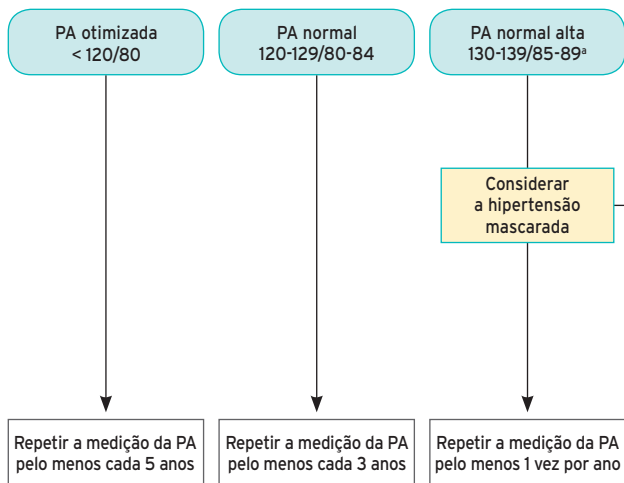 PA otimizada
< 120/80
PA normal
120-129/80-84
PA normal alta
130-139/85-89ª
Considerar
a hipertensão
mascarada
Repetir a medição da PA
pelo menos cada 5 anos
Repetir a medição da PA
pelo menos cada 3 anos
Repetir a medição da PA
pelo menos 1 vez por ano